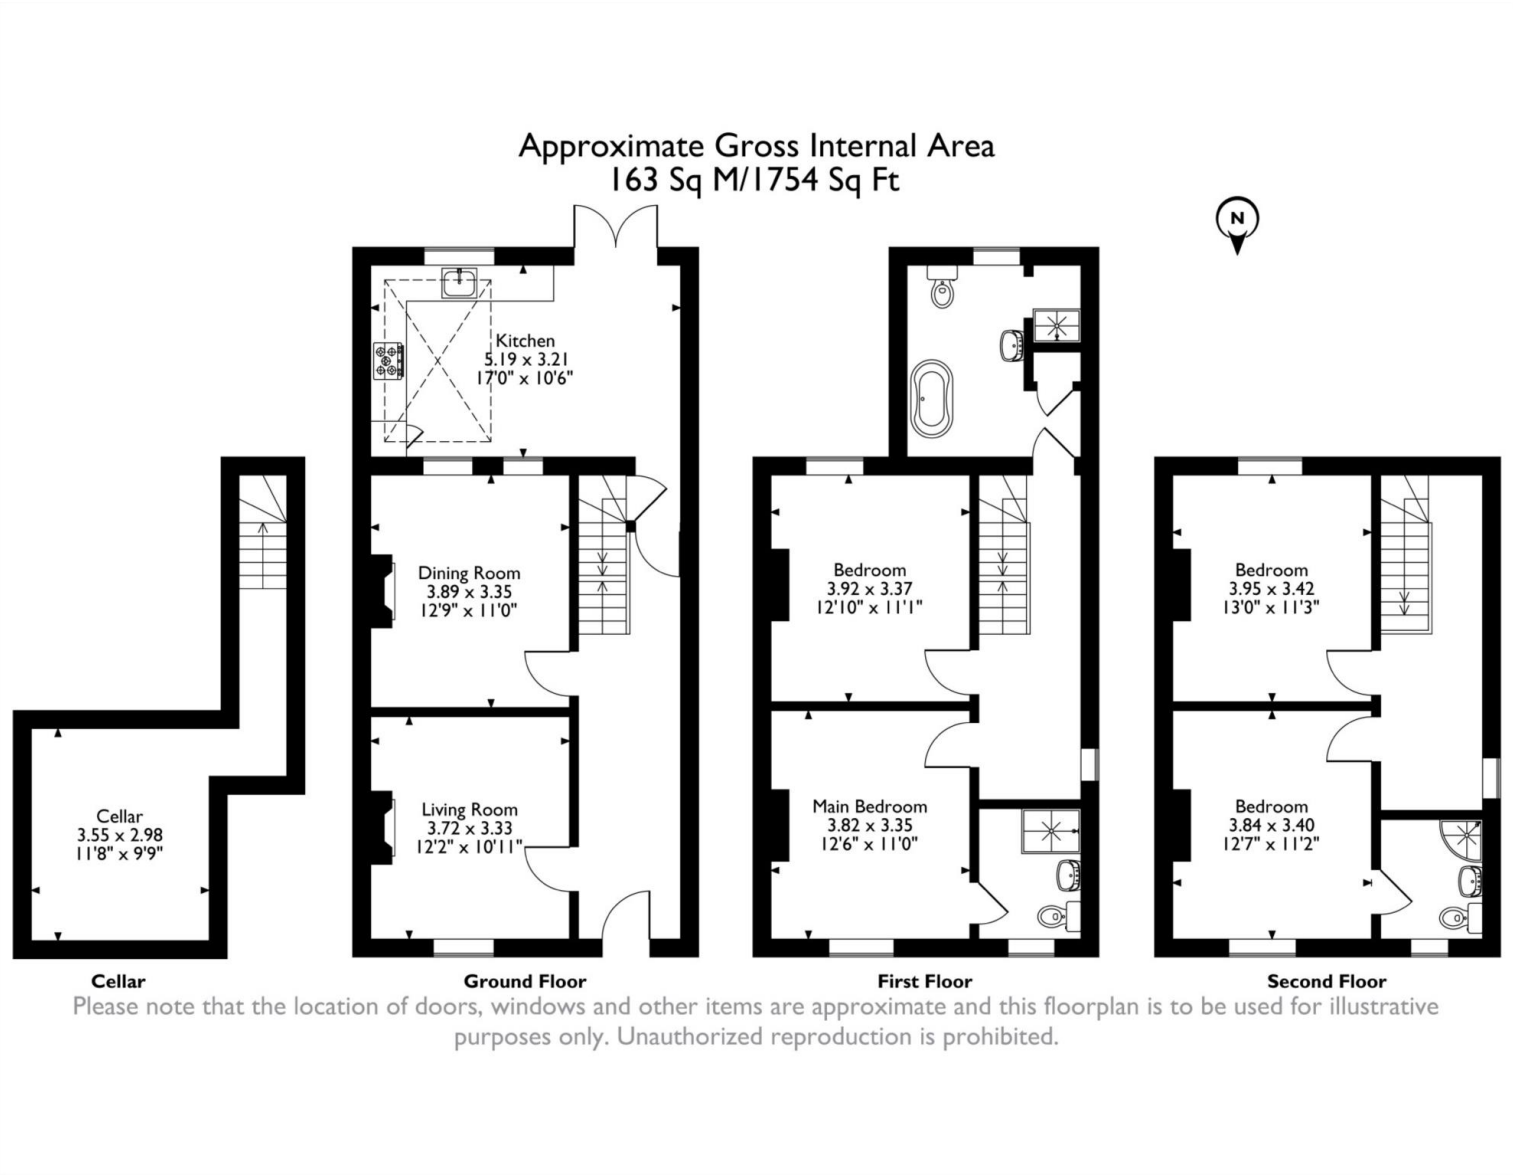 Approximate Gross Internal Area
163 Sq M/1754 Sq Ft
N
Kitchen
5.19 x 3.21
17'0" x 10'6"
Dining Room
3.89 x 3.35
12'9" x 11'0"
Living Room
3.72 x 3.33
12'2" x 10'11"
Cellar
3.55 x 2.98
11'8" x 9'9"
Bedroom
3.92 x 3.37
12'10" x 11'1"
Main Bedroom
3.82 x 3.35
12'6" x 11'0"
Bedroom
3.95 x 3.42
13'0" x 11'3"
Bedroom
3.84 x 3.40
12'7" x 11'2"
Cellar
Ground Floor
First Floor
Second Floor
Please note that the location of doors, windows and other items are approximate and this floorplan is to be used for illustrative
purposes only. Unauthorized reproduction is prohibited.